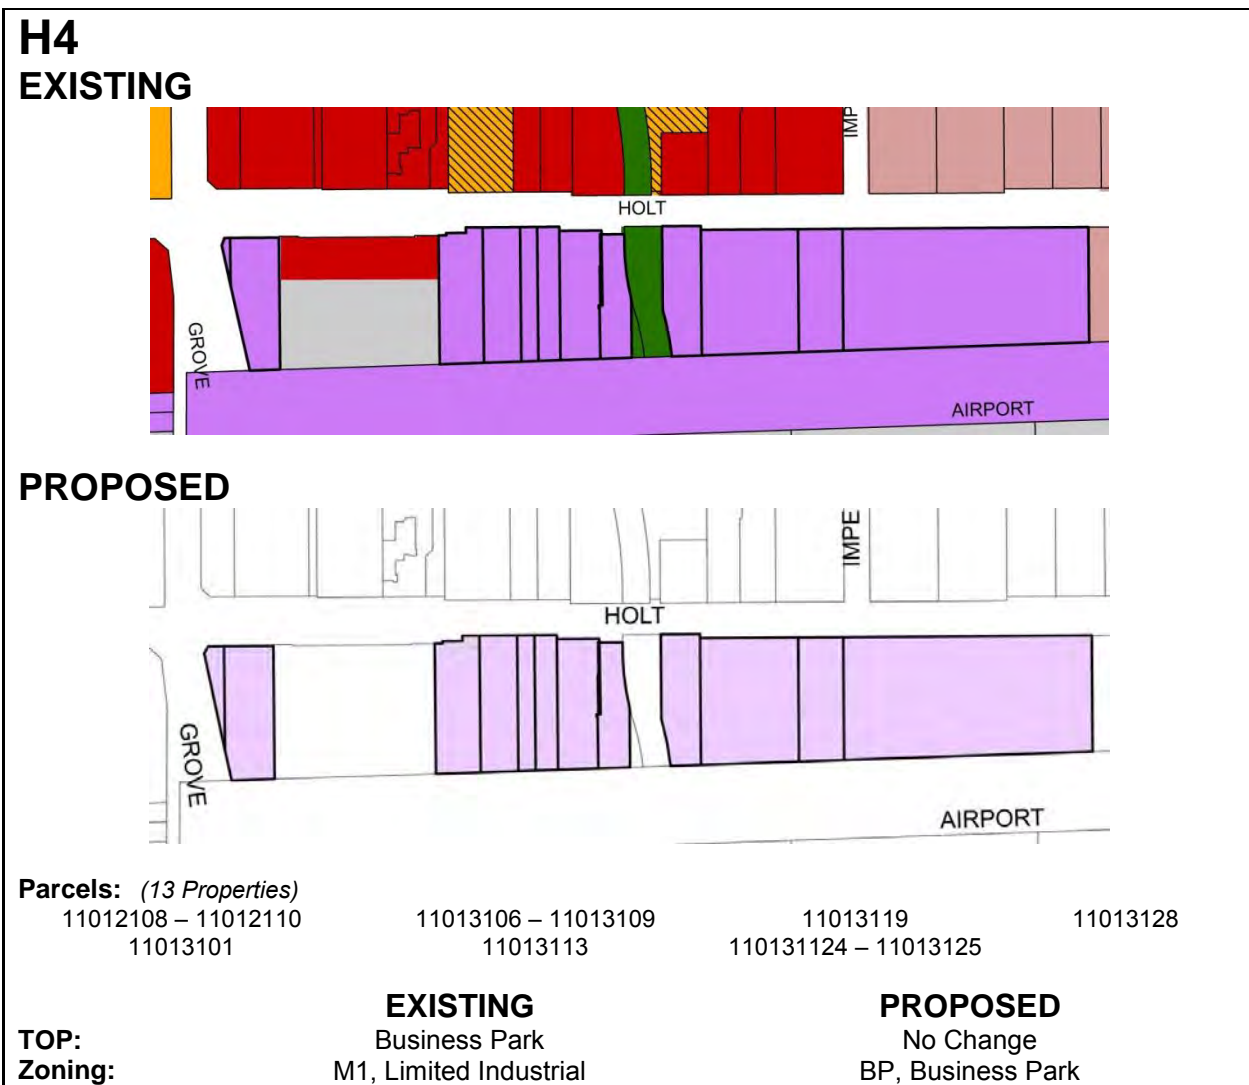 H4
EXISTING
IMPE
HOLT
GROVE
AIRPORT
PROPOSED
IMPE
HOLT
GROVE
AIRPORT
Parcels: (13 Properties)
11012108 – 11012110 11013106 – 11013109 11013119 11013128
11013101 11013113 110131124 – 11013125
EXISTING PROPOSED
TOP: Business Park No Change
Zoning: M1, Limited Industrial BP, Business Park